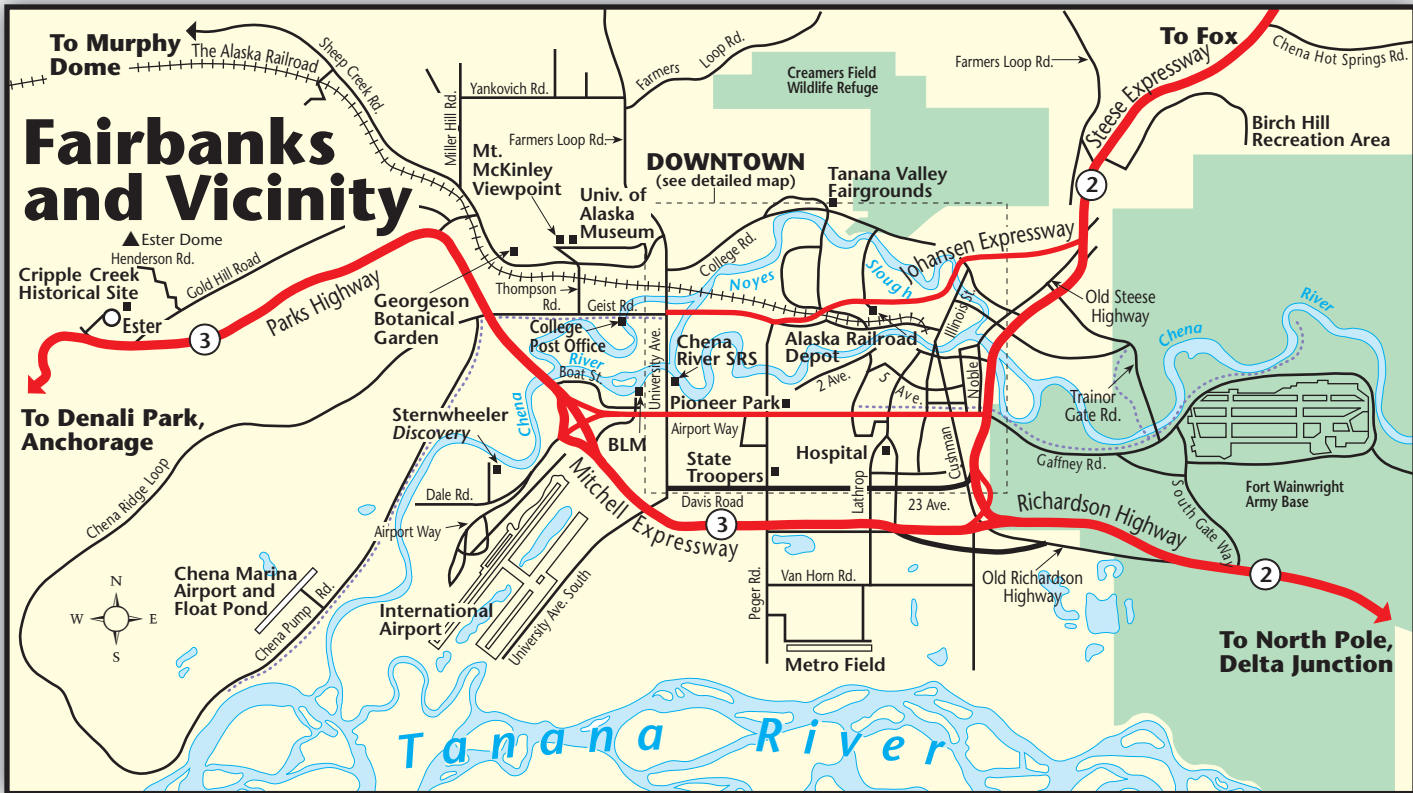 To Murphy
Dome
The Alaska Railroad
Sheep Creek Rd.
Fairbanks
and Vicinity
Miller Hill Rd.
Yankovich Rd.
Farmers Loop Rd.
Farmers Loop Rd.
Mt.
McKinley
Viewpoint
Univ. of
Alaska
Museum
DOWNTOWN
(see detailed map)
Creamers Field
Wildlife Refuge
Tanana Valley
Fairgrounds
Farmers Loop Rd.
To Fox
Steese Expressway
Chena Hot Springs Rd.
Birch Hill
Recreation Area
2
Ester Dome
Henderson Rd.
Gold Hill Road
Cripple Creek
Historical Site
Ester
3
Parks Highway
To Denali Park,
Anchorage
Georgeson
Botanical
Garden
Thompson
Rd.
Geist Rd.
College
Post Office
River
Boat St.
Chena
University Ave.
College Rd.
Noyes
Slough
Johansen Expressway
Illinois St.
Old Steese
Highway
Chena
River
Chena
River SRS
Alaska Railroad
Depot
2 Ave.
5 Ave.
Noble
Trainor
Gate Rd.
Pioneer Park
Airport Way
BLM
Sternwheeler
Discovery
State
Troopers
Hospital
Cushman
Gaffney Rd.
Fort Wainwright
Army Base
South Gate Way
Dale Rd.
Airport Way
Mitchell Expressway
Davis Road
Lathrop
23 Ave.
3
Richardson Highway
2
Old Richardson
Highway
Chena Ridge Loop
N
W
E
S
Chena Marina
Airport and
Float Pond
Chena Pump Rd.
International
Airport
University Ave. South
Peger Rd.
Van Horn Rd.
Metro Field
To North Pole,
Delta Junction
Tanana River